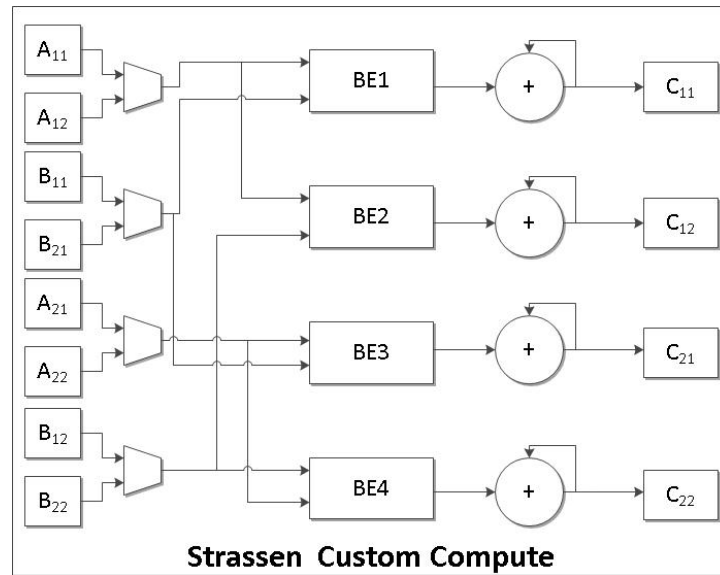 A₁₁
BE1
+
C₁₁
A₁₂
B₁₁
BE2
+
C₁₂
B₂₁
A₂₁
BE3
+
C₂₁
A₂₂
B₁₂
BE4
+
C₂₂
B₂₂
Strassen Custom Compute